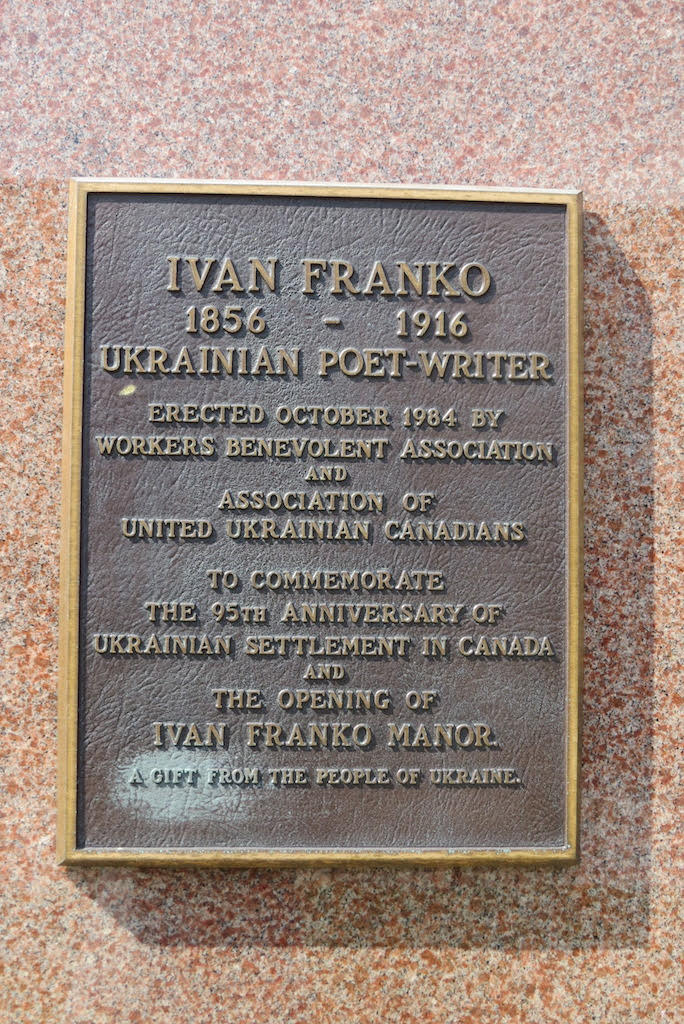 IVAN FRANKO
1856 - 1916
UKRAINIAN POET-WRITER
ERECTED OCTOBER 1984 BY
WORKERS BENEVOLENT ASSOCIATION
AND
ASSOCIATION OF
UNITED UKRAINIAN CANADIANS
TO COMMEMORATE
THE 95TH ANNIVERSARY OF
UKRAINIAN SETTLEMENT IN CANADA
AND
THE OPENING OF
IVAN FRANKO MANOR.
A GIFT FROM THE PEOPLE OF UKRAINE.